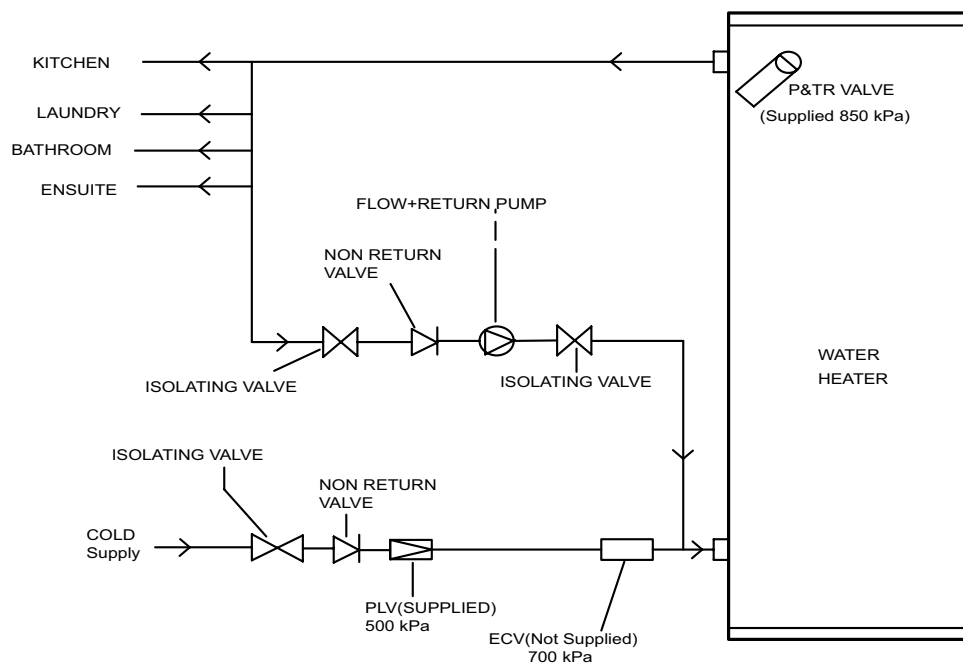 KITCHEN
P&TR VALVE
(Supplied 850 kPa)
LAUNDRY
BATHROOM
ENSUITE
FLOW+RETURN PUMP
NON RETURN
VALVE
WATER
HEATER
ISOLATING VALVE
ISOLATING VALVE
ISOLATING VALVE
NON RETURN
VALVE
COLD
Supply
PLV(SUPPLIED)
500 kPa
ECV(Not Supplied)
700 kPa